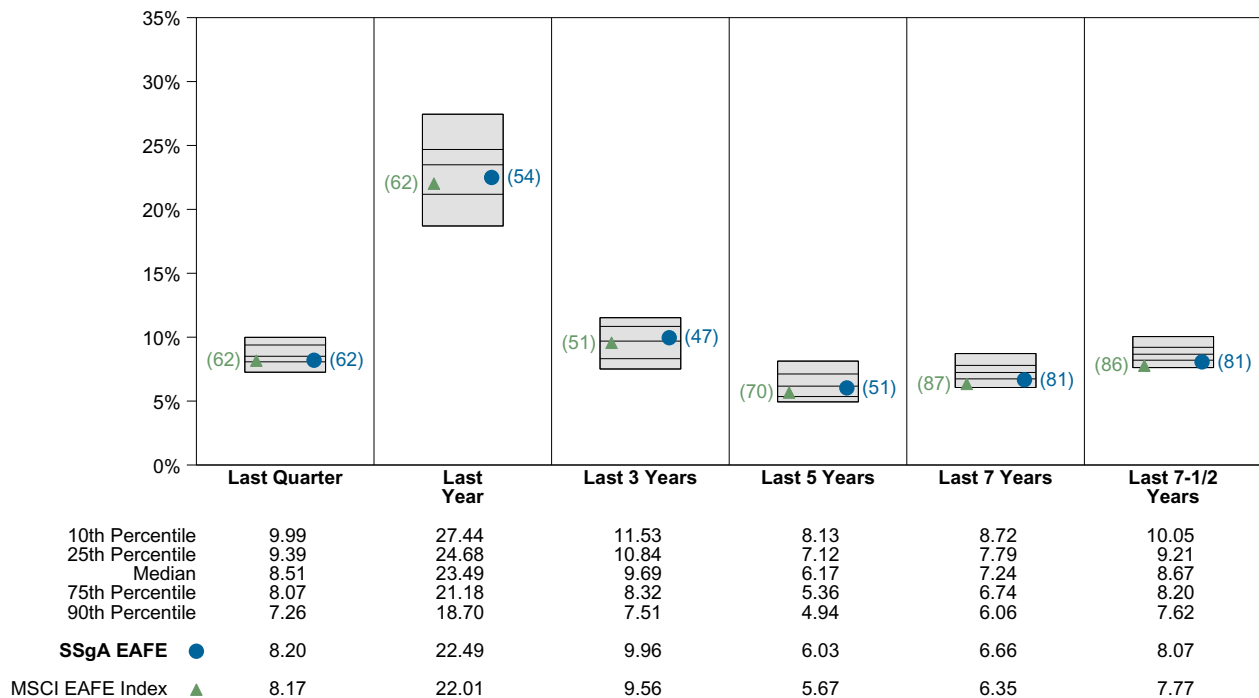 35%
30%
25%
20%
15%
10%
5%
0%
(62) (62)
(62) (54)
(51) (47)
(70) (51)
(87) (81)
(86) (81)
Last Quarter
Last
Year
Last 3 Years
Last 5 Years
Last 7 Years
Last 7-1/2
Years
10th Percentile 9.99 27.44 11.53 8.13 8.72 10.05
25th Percentile 9.39 24.68 10.84 7.12 7.79 9.21
Median 8.51 23.49 9.69 6.17 7.24 8.67
75th Percentile 8.07 21.18 8.32 5.36 6.74 8.20
90th Percentile 7.26 18.70 7.51 4.94 6.06 7.62
SSgA EAFE 8.20 22.49 9.96 6.03 6.66 8.07
MSCI EAFE Index 8.17 22.01 9.56 5.67 6.35 7.77